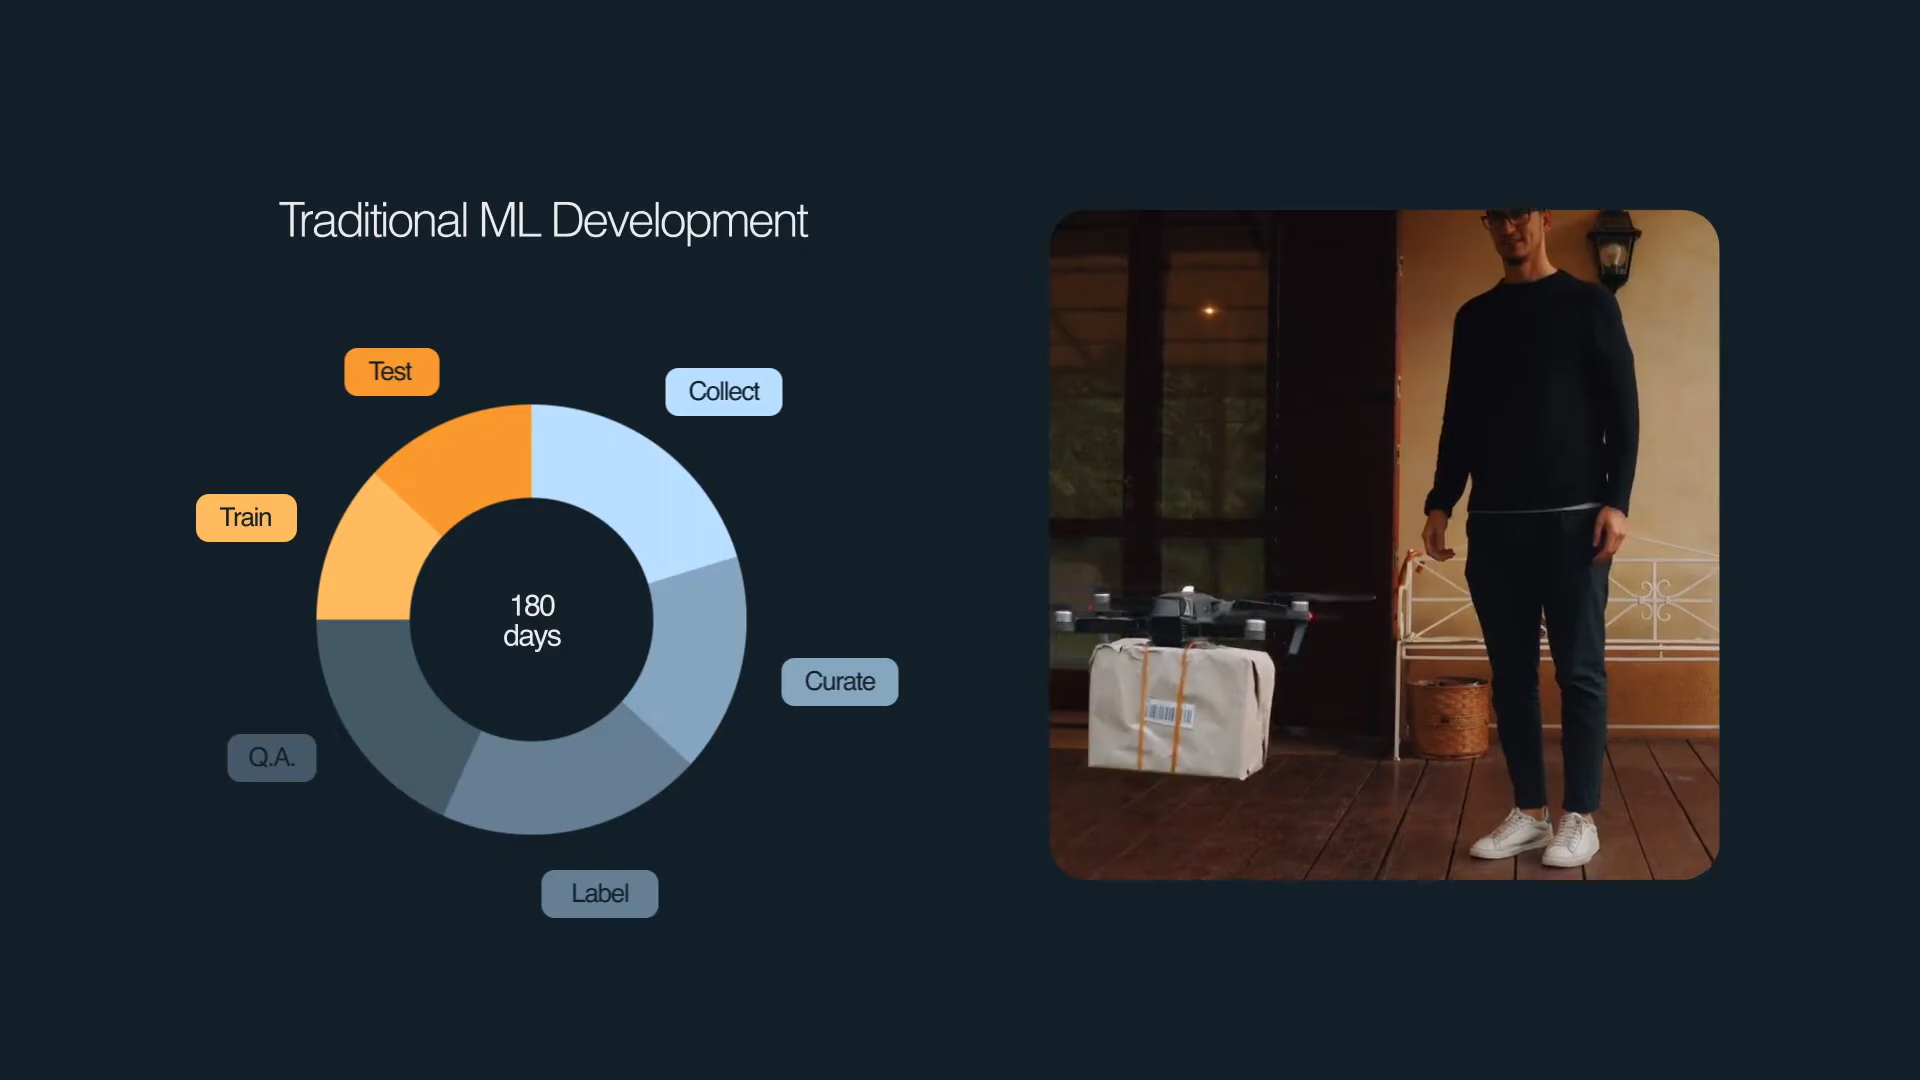 Traditional ML Development
Test
Collect
Train
180
days
Curate
Q.A.
Label